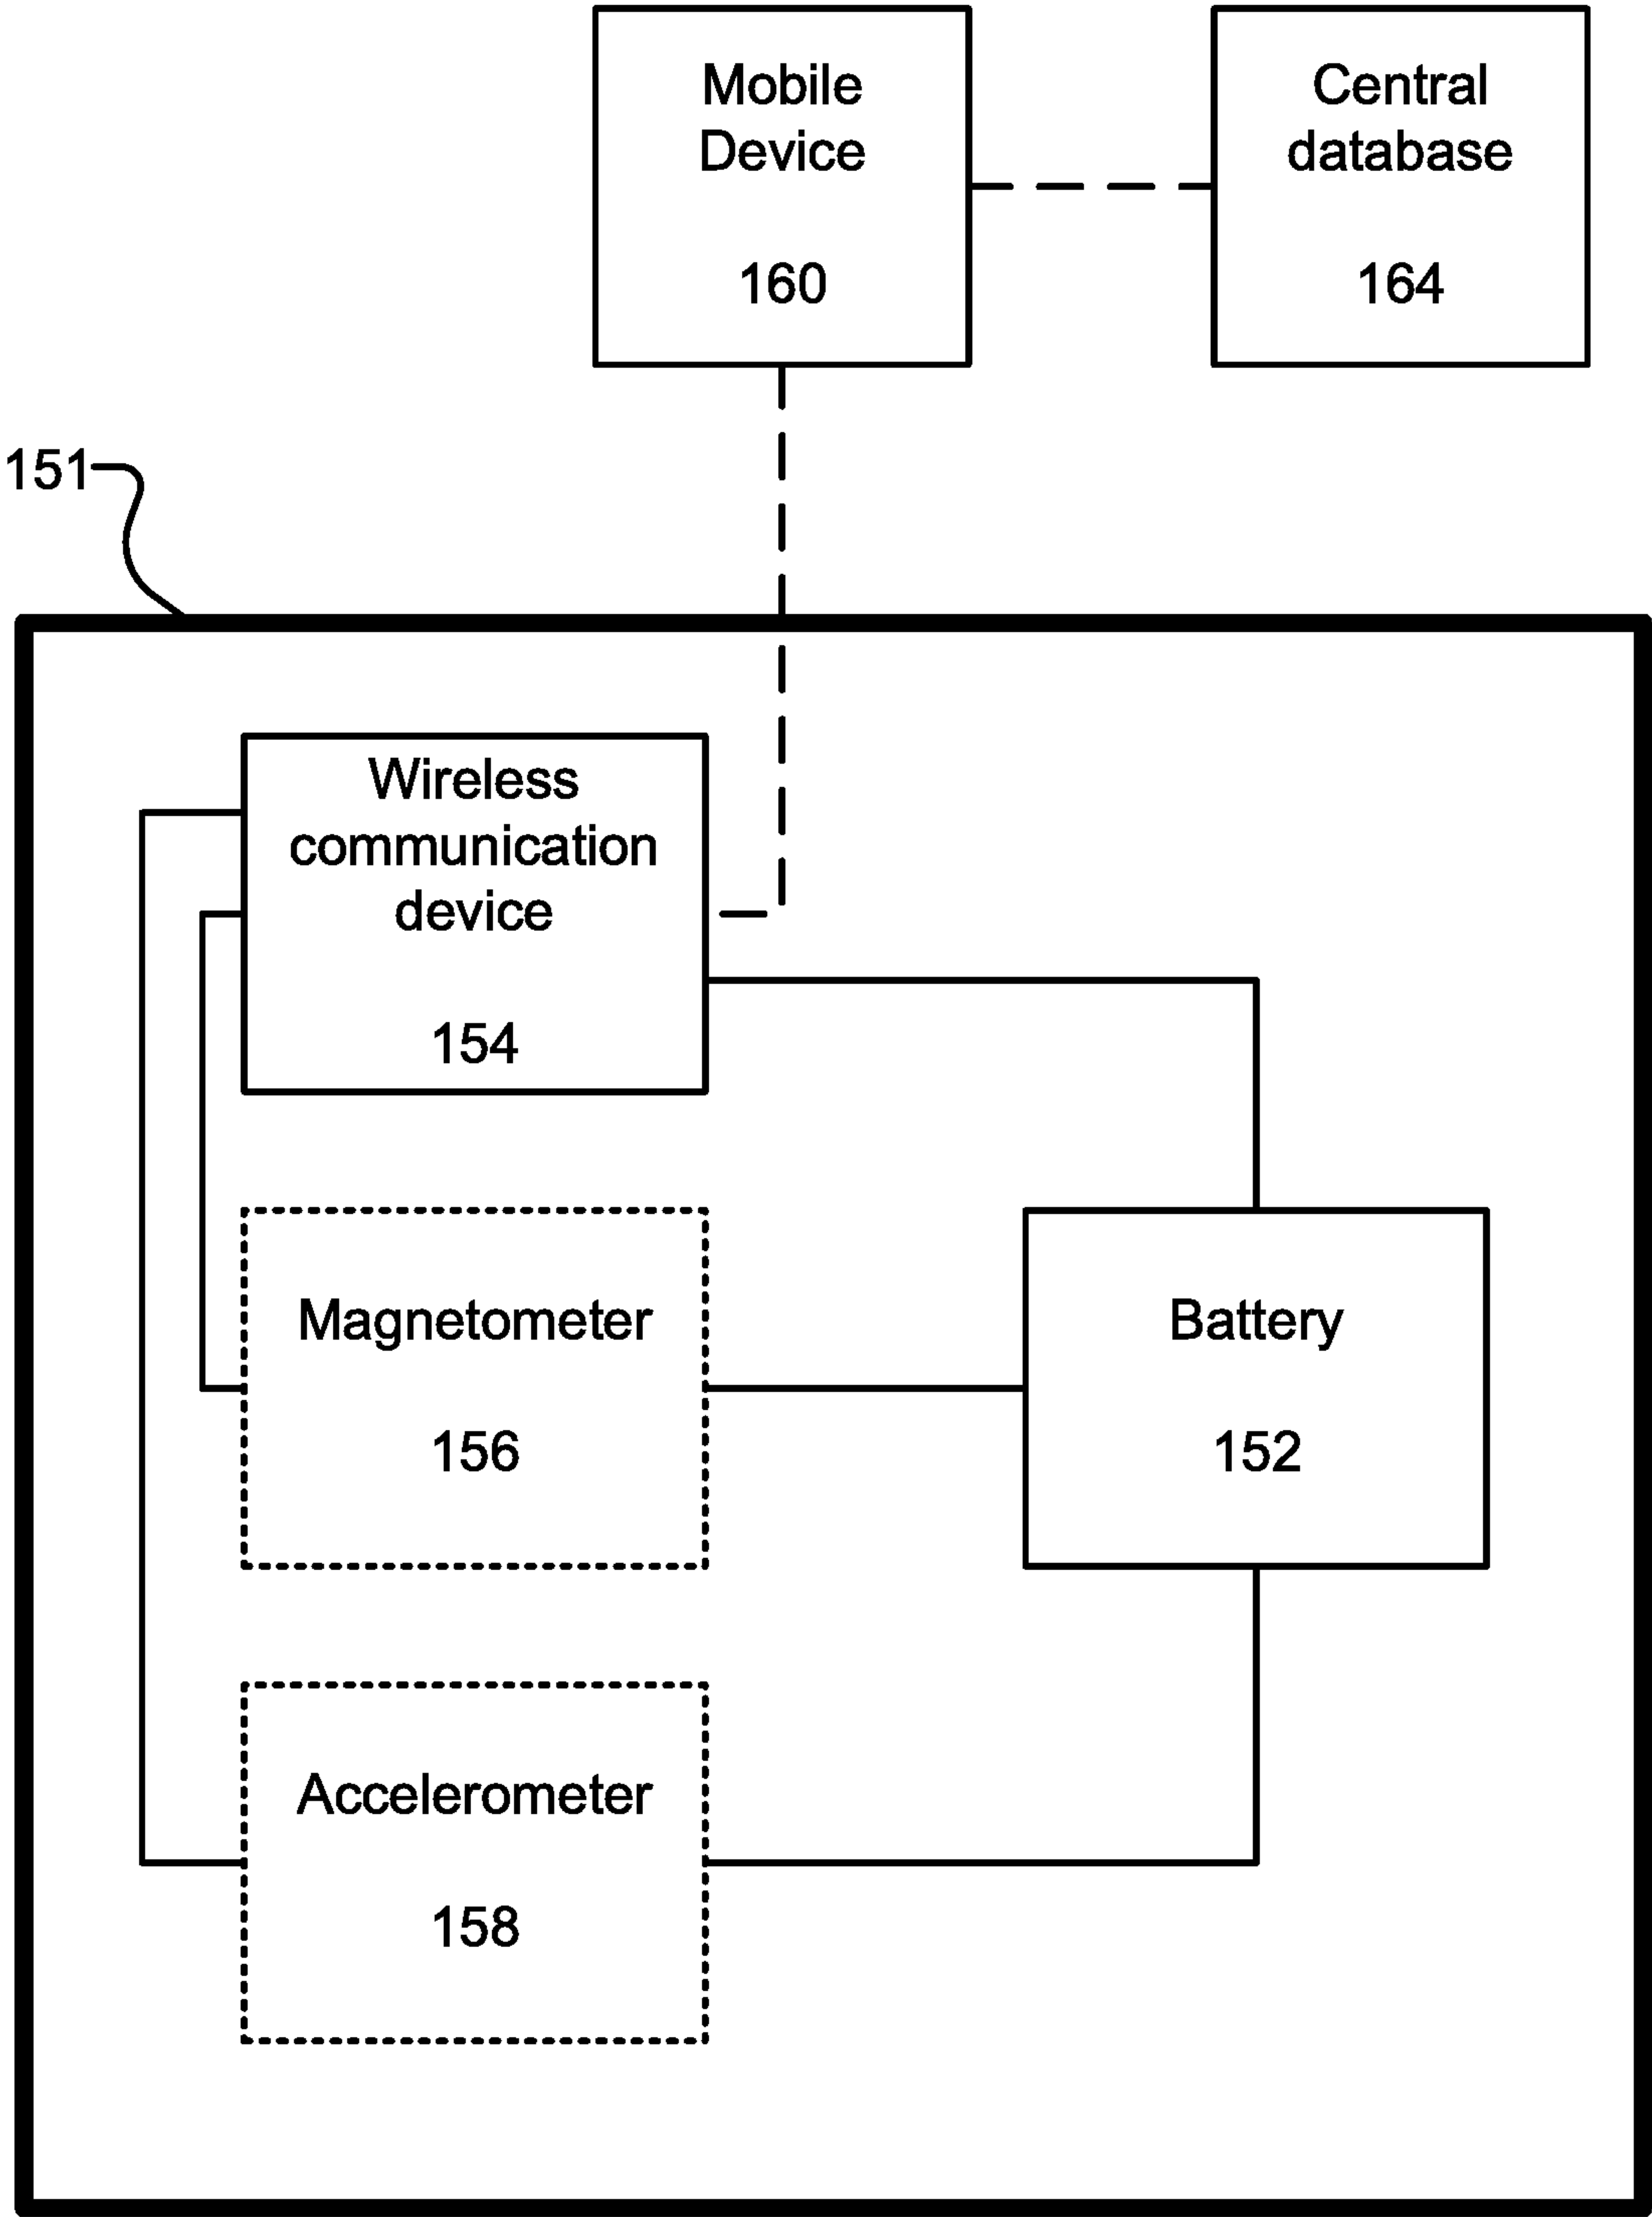 Mobile
Device
160
Central
database
164
151
Wireless
communication
device
154
Magnetometer
156
Battery
152
Accelerometer
158